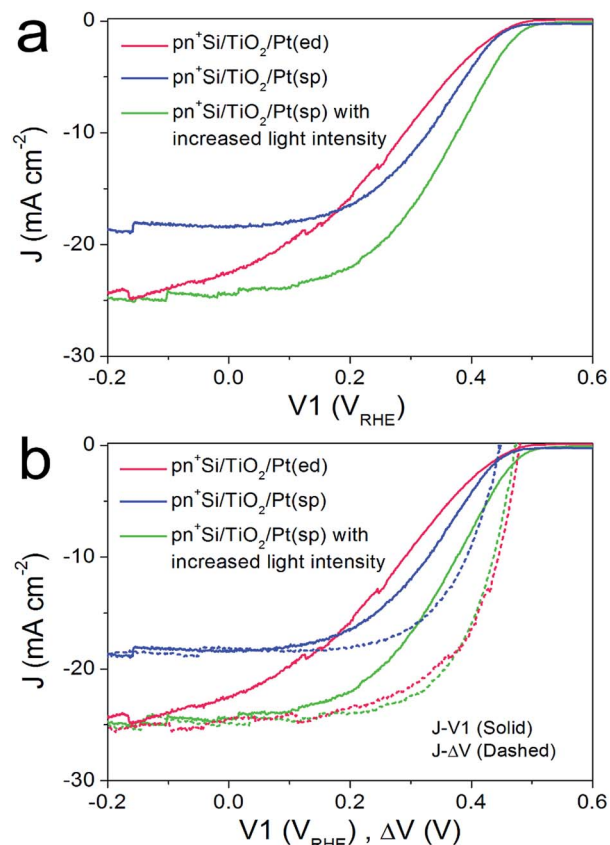 a
0
pn⁺Si/TiO₂/Pt(ed)
pn⁺Si/TiO₂/Pt(sp)
pn⁺Si/TiO₂/Pt(sp) with
increased light intensity
-10
J (mA cm⁻²)
-20
-30
-0.2 0.0 0.2 0.4 0.6
V1 (V_RHE)
b
0
pn⁺Si/TiO₂/Pt(ed)
pn⁺Si/TiO₂/Pt(sp)
pn⁺Si/TiO₂/Pt(sp) with
increased light intensity
-10
J (mA cm⁻²)
-20
J-V1 (Solid)
J-ΔV (Dashed)
-30
-0.2 0.0 0.2 0.4 0.6
V1 (V_RHE) , ΔV (V)